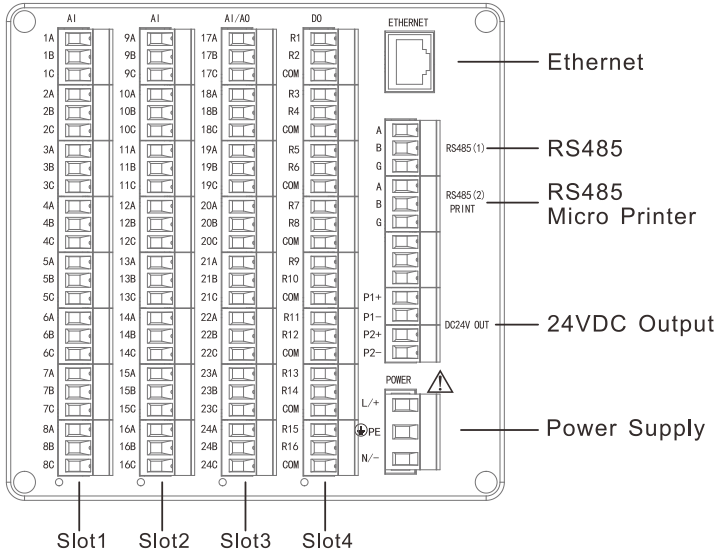 AI AI AI/AO DO ETHERNET
1A 9A 17A R1
1B 9B 17B R2
1C 9C 17C COM
Ethernet
2A 10A 18A R3
2B 10B 18B R4
2C 10C 18C COM
A
3A 11A 19A R5
B RS485(1) RS485
3B 11B 19B R6
G
3C 11C 19C COM
A
RS485(2) RS485
4A 12A 20A R7
B PRINT Micro Printer
4B 12B 20B R8
G
4C 12C 20C COM
5A 13A 21A R9
5B 13B 21B R10
5C 13C 21C COM
P1+
6A 14A 22A R11
P1-
DC24V OUT 24VDC Output
6B 14B 22B R12
P2+
6C 14C 22C COM
P2-
7A 15A 23A R13
POWER
7B 15B 23B R14
L/+
7C 15C 23C COM
8A 16A 24A R15
PE Power Supply
8B 16B 24B R16
N/-
8C 16C 24C COM
Slot1 Slot2 Slot3 Slot4